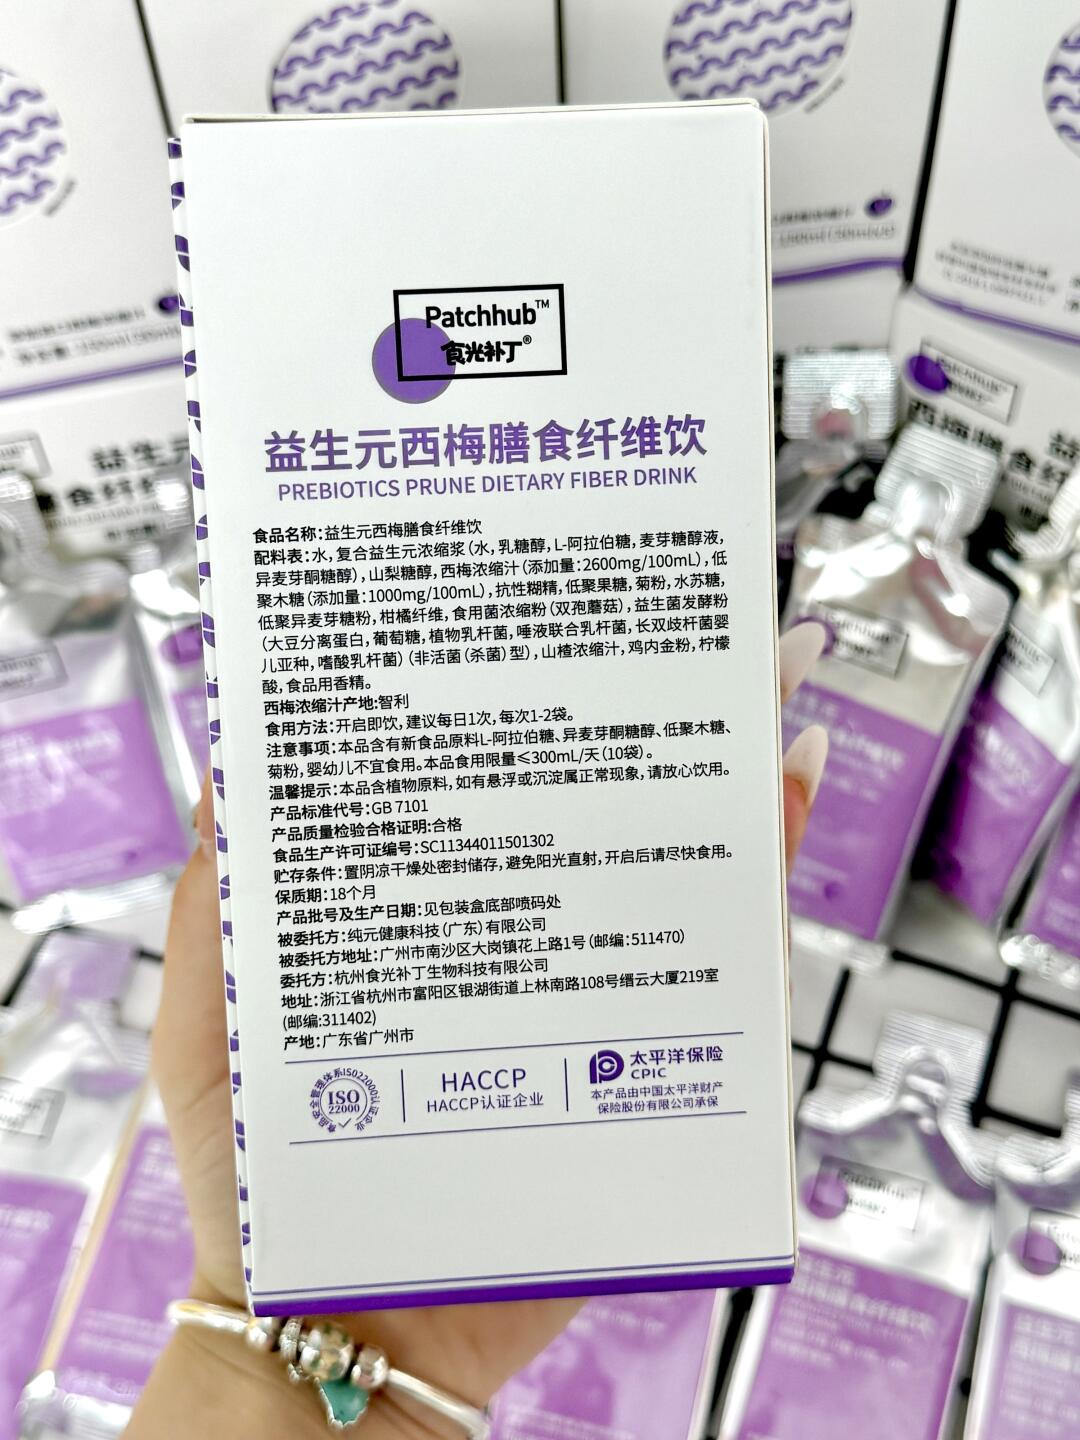 Patchhub™
食光补丁®
益生元西梅膳食纤维饮
PREBIOTICS PRUNE DIETARY FIBER DRINK
食品名称:益生元西梅膳食纤维饮
配料表:水,复合益生元浓缩浆(水,乳糖醇,L-阿拉伯糖,麦芽糖醇液,
异麦芽酮糖醇),山梨糖醇,西梅浓缩汁(添加量:2600mg/100mL),低
聚木糖(添加量:1000mg/100mL),抗性糊精,低聚果糖,菊粉,水苏糖,
低聚异麦芽糖粉,柑橘纤维,食用菌浓缩粉(双孢蘑菇),益生菌发酵粉
(大豆分离蛋白,葡萄糖,植物乳杆菌,唾液联合乳杆菌,长双歧杆菌婴
儿亚种,嗜酸乳杆菌)(非活菌(杀菌)型),山楂浓缩汁,鸡内金粉,柠檬
酸,食品用香精。
西梅浓缩汁产地:智利
食用方法:开启即饮,建议每日1次,每次1-2袋。
注意事项:本品含有新食品原料L-阿拉伯糖、异麦芽酮糖醇、低聚木糖、
菊粉,婴幼儿不宜食用。本品食用限量≤300mL/天(10袋)。
温馨提示:本品含植物原料,如有悬浮或沉淀属正常现象,请放心饮用。
产品标准代号:GB 7101
产品质量检验合格证明:合格
食品生产许可证编号:SC11344011501302
贮存条件:置阴凉干燥处密封储存,避免阳光直射,开启后请尽快食用。
保质期:18个月
产品批号及生产日期:见包装盒底部喷码处
被委托方:纯元健康科技(广东)有限公司
被委托方地址:广州市南沙区大岗镇花上路1号(邮编:511470)
委托方:杭州食光补丁生物科技有限公司
地址:浙江省杭州市富阳区银湖街道上林南路108号缙云大厦219室
(邮编:311402)
产地:广东省广州市
食品安全管理体系ISO22000认证企业
ISO
22000
HACCP
HACCP认证企业
太平洋保险
CPIC
本产品由中国太平洋财产
保险股份有限公司承保
Patchhub
Patchhub